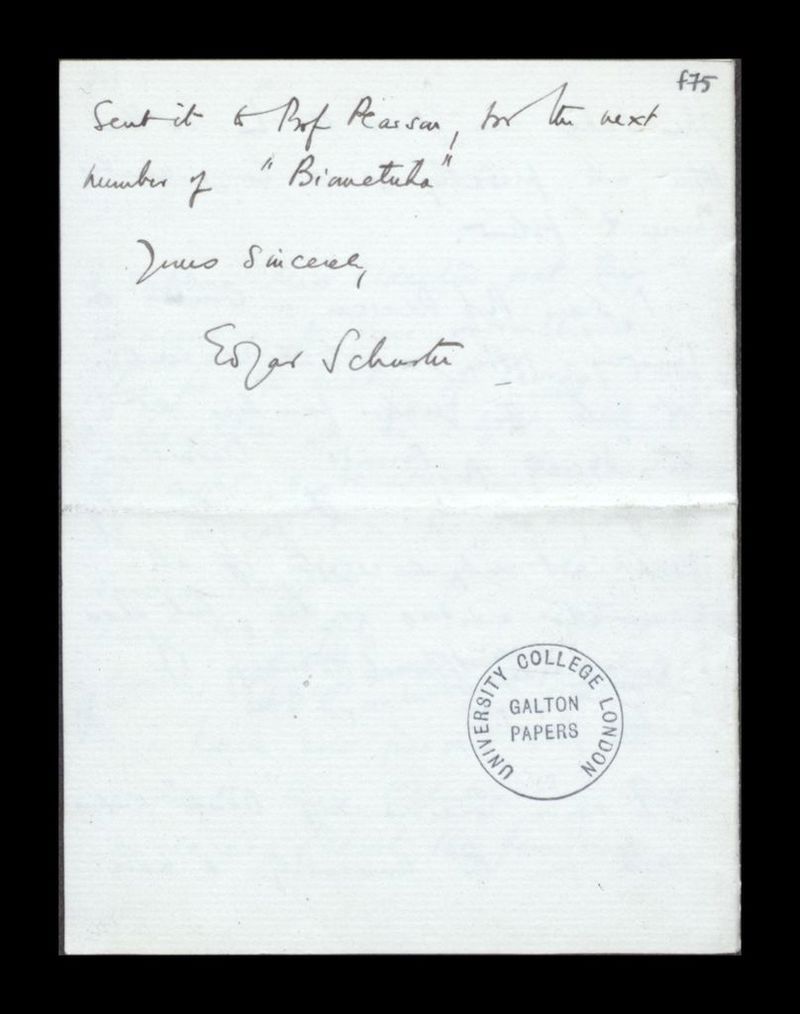 f75
Sent it to Prof Pearson, for the next
number of "Biometrika"
Yours Sincerely,
Edgar Schuster
UNIVERSITY COLLEGE LONDON
GALTON
PAPERS